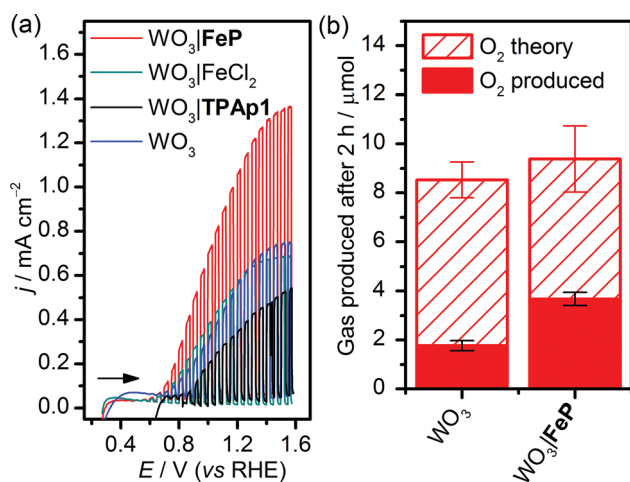 (a)
WO₃|FeP
WO₃|FeCl₂
WO₃|TPAp1
WO₃
1.6
1.4
1.2
1.0
0.8
0.6
0.4
0.2
0.0
j / mA cm⁻²
0.4 0.8 1.2 1.6
E / V (vs RHE)
(b)
O₂ theory
O₂ produced
14
12
10
8
6
4
2
0
Gas produced after 2 h / μmol
WO₃
WO₃|FeP